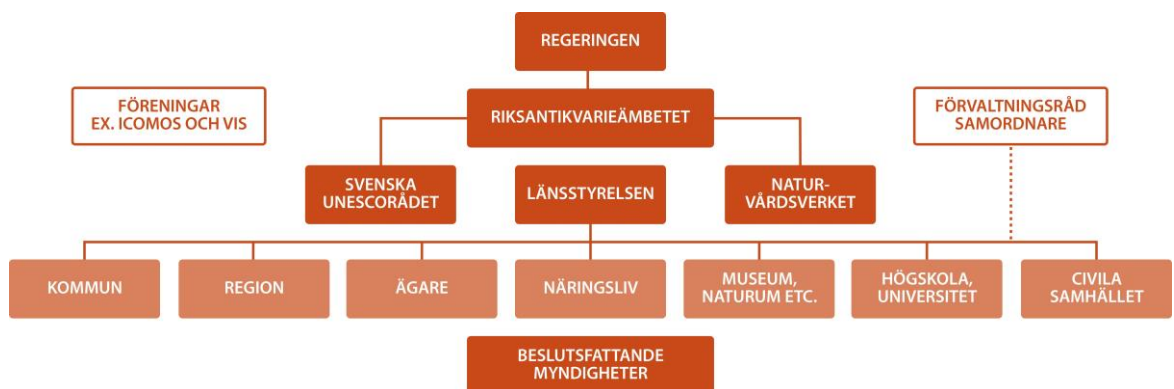 REGERINGEN
FÖRENINGAR
EX. ICOMOS OCH VIS
RIKSANTIKVARIEÄMBETET
FÖRVALTNINGSRÅD
SAMORDNARE
SVENSKA
UNESCORÅDET
LÄNSSTYRELSEN
NATUR-
VÅRDSVERKET
KOMMUN
REGION
ÄGARE
NÄRINGSLIV
MUSEUM,
NATURUM ETC.
HÖGSKOLA,
UNIVERSITET
CIVILA
SAMHÄLLET
BESLUTSFATTANDE
MYNDIGHETER